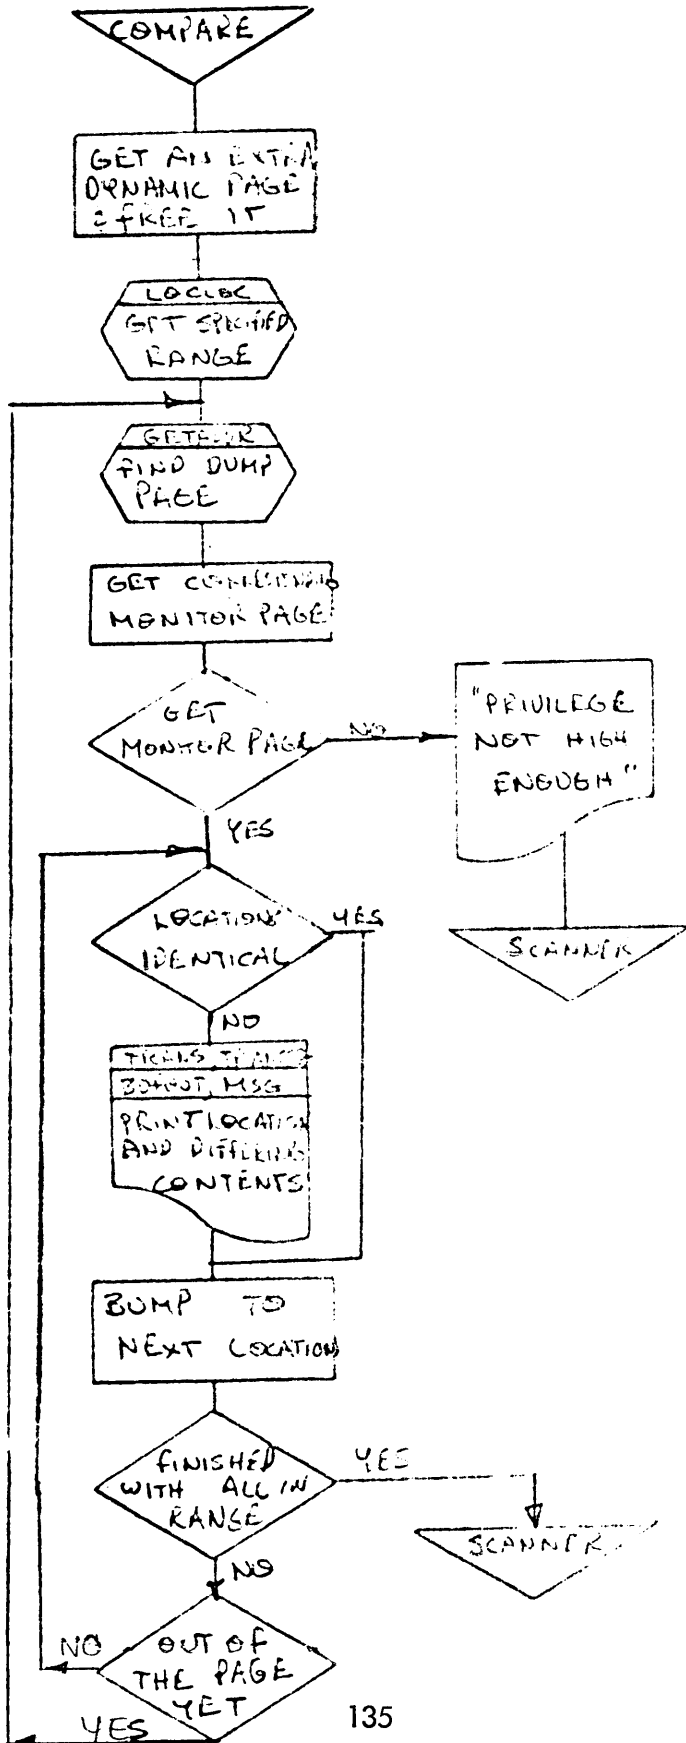 COMPARE
GET AN EXTRA
DYNAMIC PAGE
& FREE IT
LOCLOC
GET SPECIFIED
RANGE
FIND DUMP
PAGE
GET
MONITOR PAGE
GET
MONITOR PAGE
NO
"PRIVILEGE
NOT HIGH
ENOUGH"
YES
LOCATIONS
IDENTICAL
YES
SCANNER
NO
MSG
PRINT LOCATION
AND DIFFERING
CONTENTS
BUMP TO
NEXT LOCATION
FINISHED
WITH ALL IN
RANGE
YES
SCANNER
NO
OUT OF
THE PAGE
YET
NO
YES
135